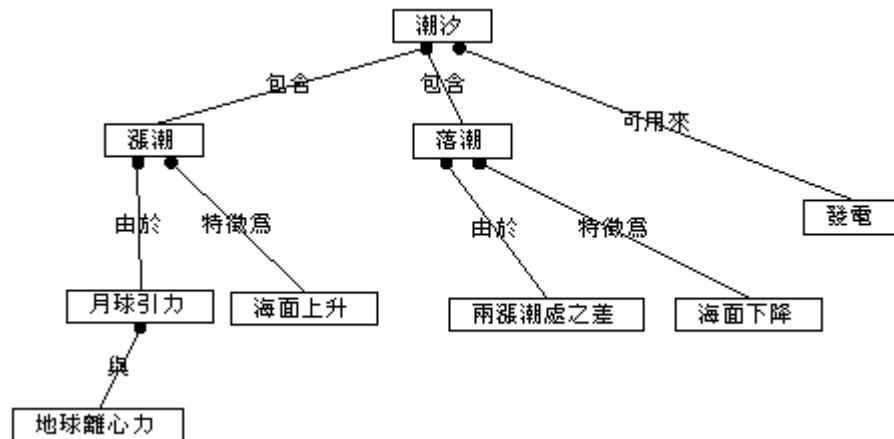 潮汐
包含
包含
可用來
漲潮
落潮
發電
由於
特徵爲
由於
特徵爲
月球引力
海面上升
兩漲潮處之差
海面下降
與
地球離心力